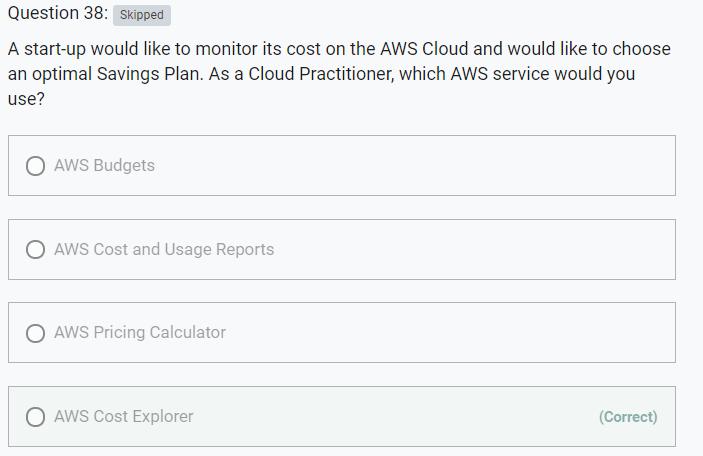 Question 38: Skipped
A start-up would like to monitor its cost on the AWS Cloud and would like to choose
an optimal Savings Plan. As a Cloud Practitioner, which AWS service would you
use?
AWS Budgets
AWS Cost and Usage Reports
AWS Pricing Calculator
AWS Cost Explorer (Correct)